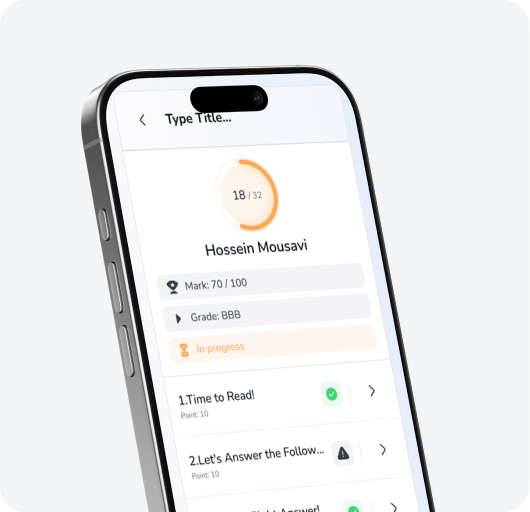 Type Title...
18 / 32
Hossein Mousavi
Mark: 70 / 100
Grade: BBB
In progress
1.Time to Read!
Point: 10
2.Let's Answer the Follow...
Point: 10
Answer!